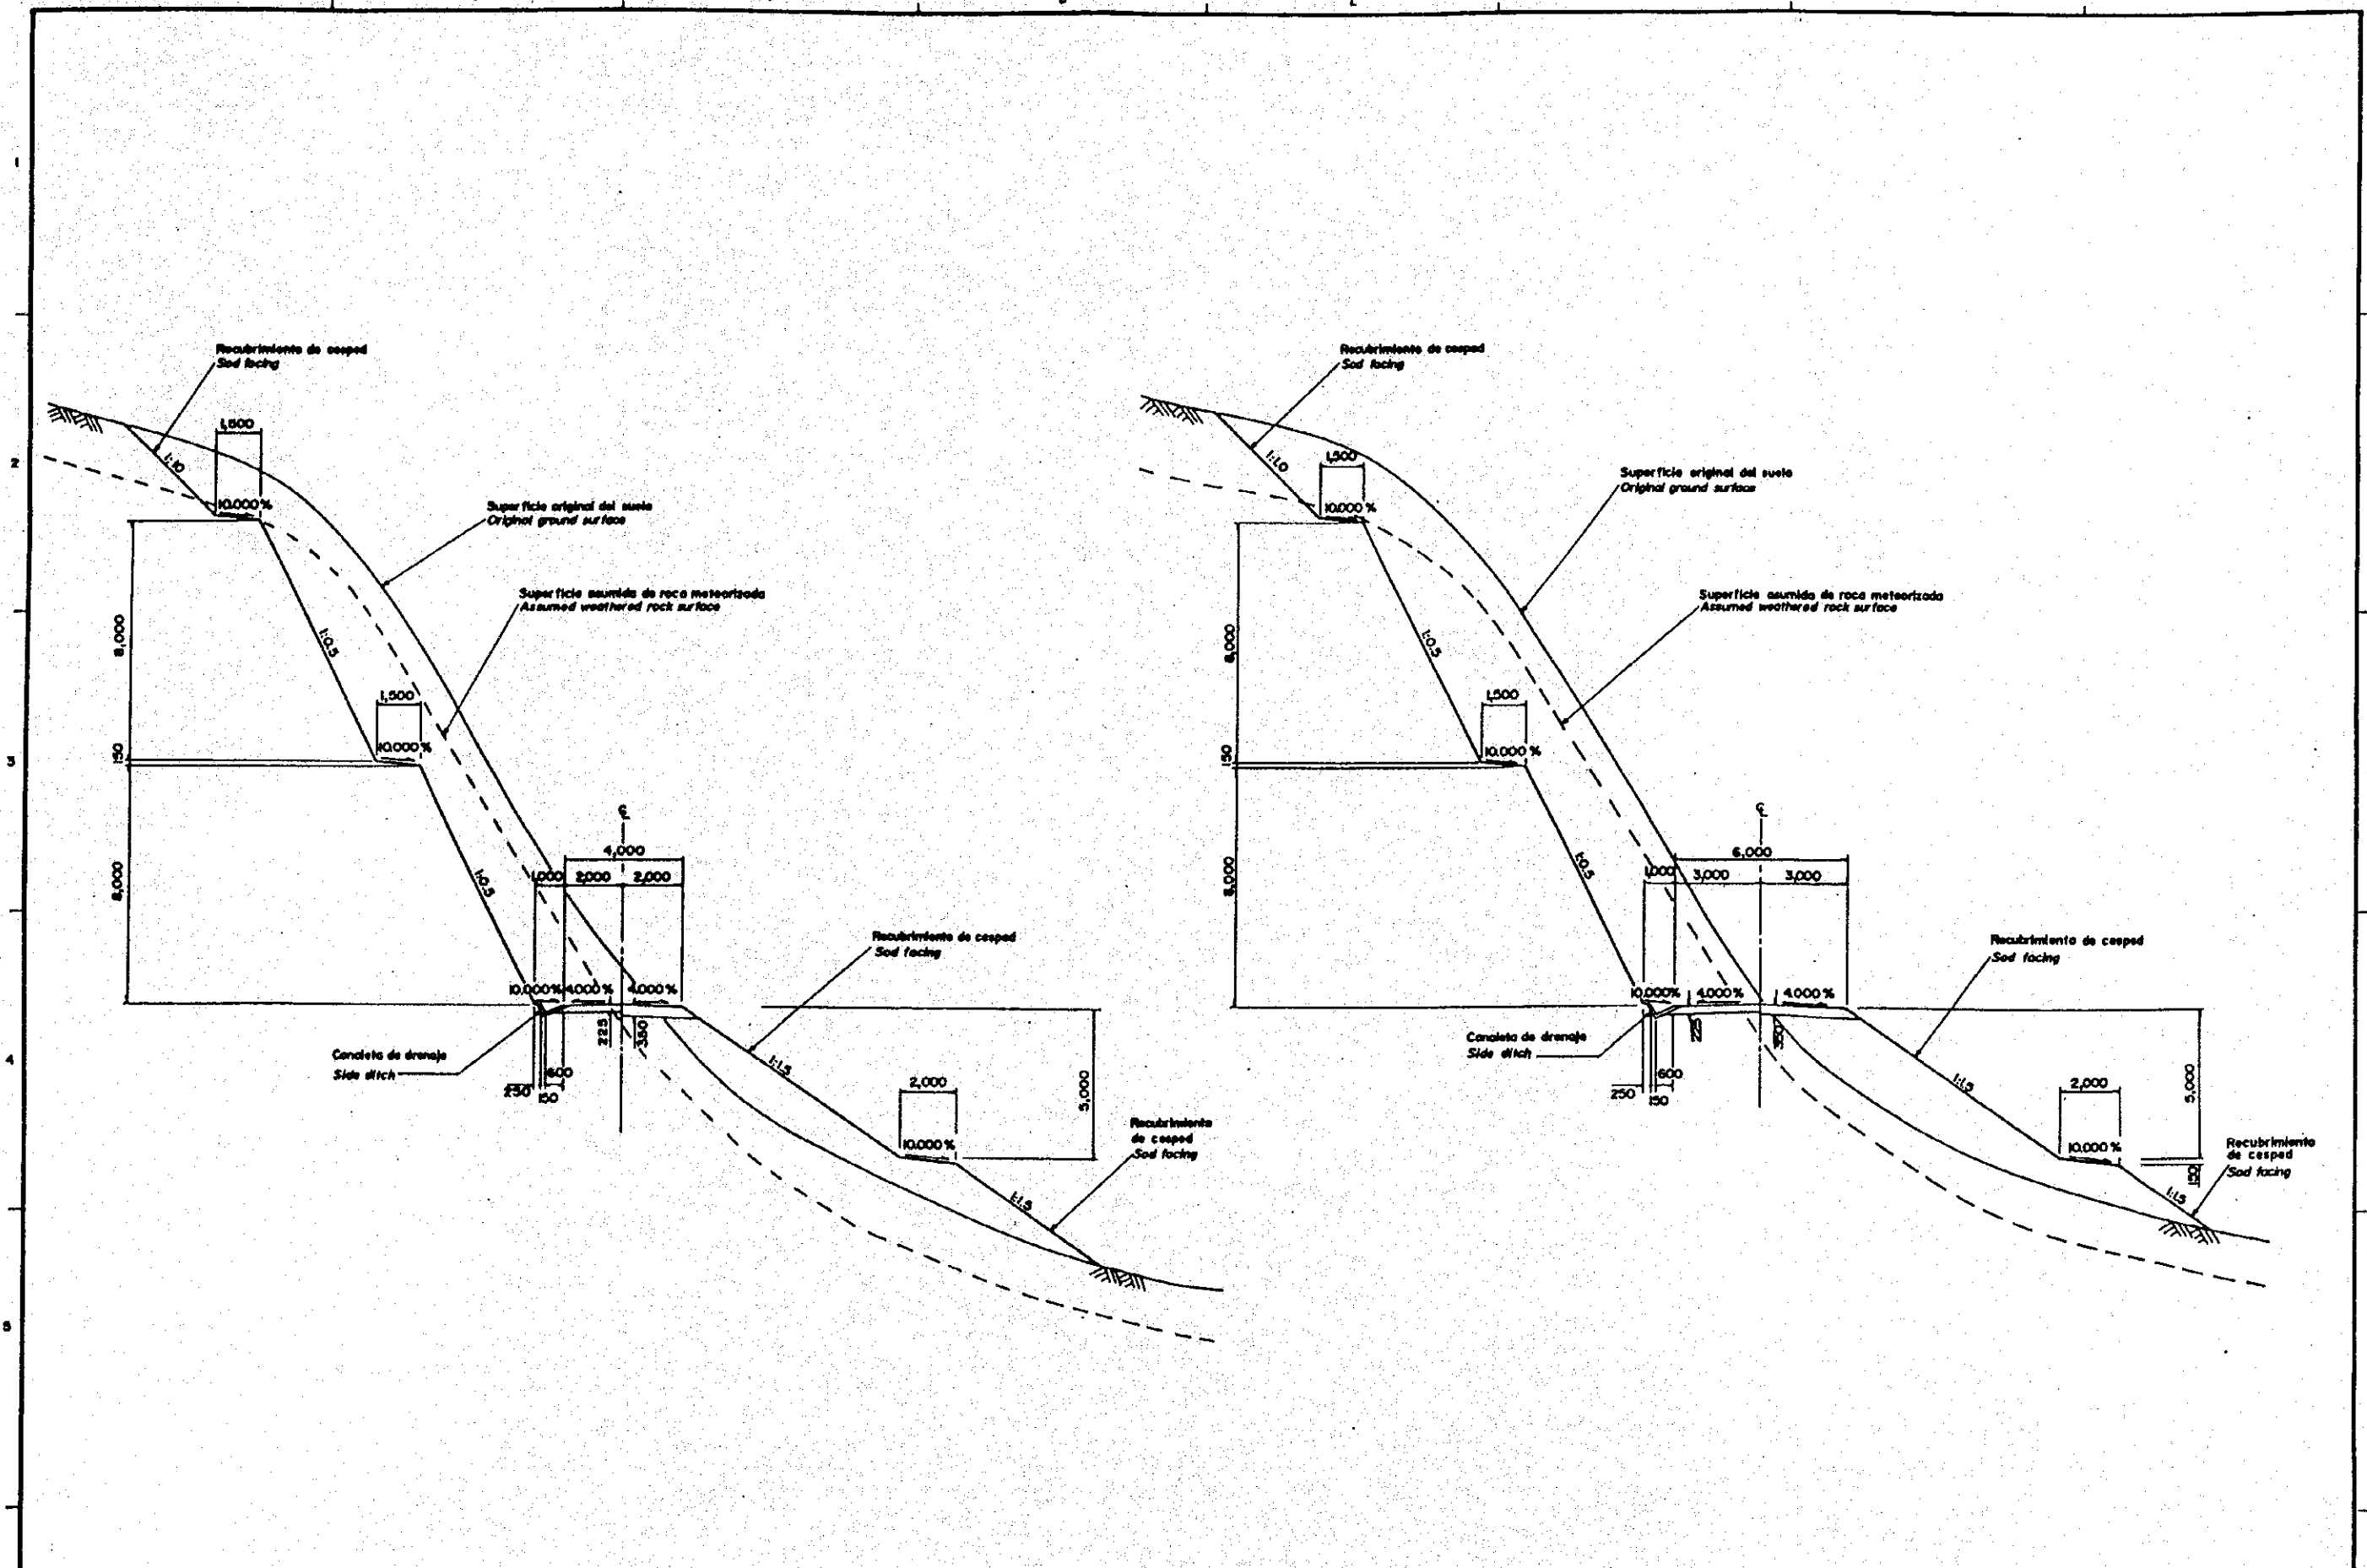 1
2
3
4
5
Recubrimiento de cesped
Sod facing
1,500
1:1.0
10.000 %
Superficie original del suelo
Original ground surface
Superficie asumida de roca meteorizada
Assumed weathered rock surface
8,000
1:0.5
1,500
10.000 %
150
8,000
1:0.5
4,000
1,000 2,000 2,000
10.000% 4.000% 4.000%
Canaleta de drenaje
Side ditch
250
150
600
225
350
Recubrimiento de cesped
Sod facing
1:1.5
2,000
10.000 %
5,000
Recubrimiento
de cesped
Sod facing
1:1.5
Recubrimiento de cesped
Sod facing
1,500
1:1.0
10.000 %
Superficie original del suelo
Original ground surface
Superficie asumida de roca meteorizada
Assumed weathered rock surface
8,000
1:0.5
1,500
10.000 %
150
8,000
1:0.5
6,000
1,000 3,000 3,000
10.000% 4.000% 4.000%
Canaleta de drenaje
Side ditch
250
150
600
225
350
Recubrimiento de cesped
Sod facing
1:1.5
2,000
10.000 %
5,000
150
Recubrimiento
de cesped
Sod facing
1:1.5